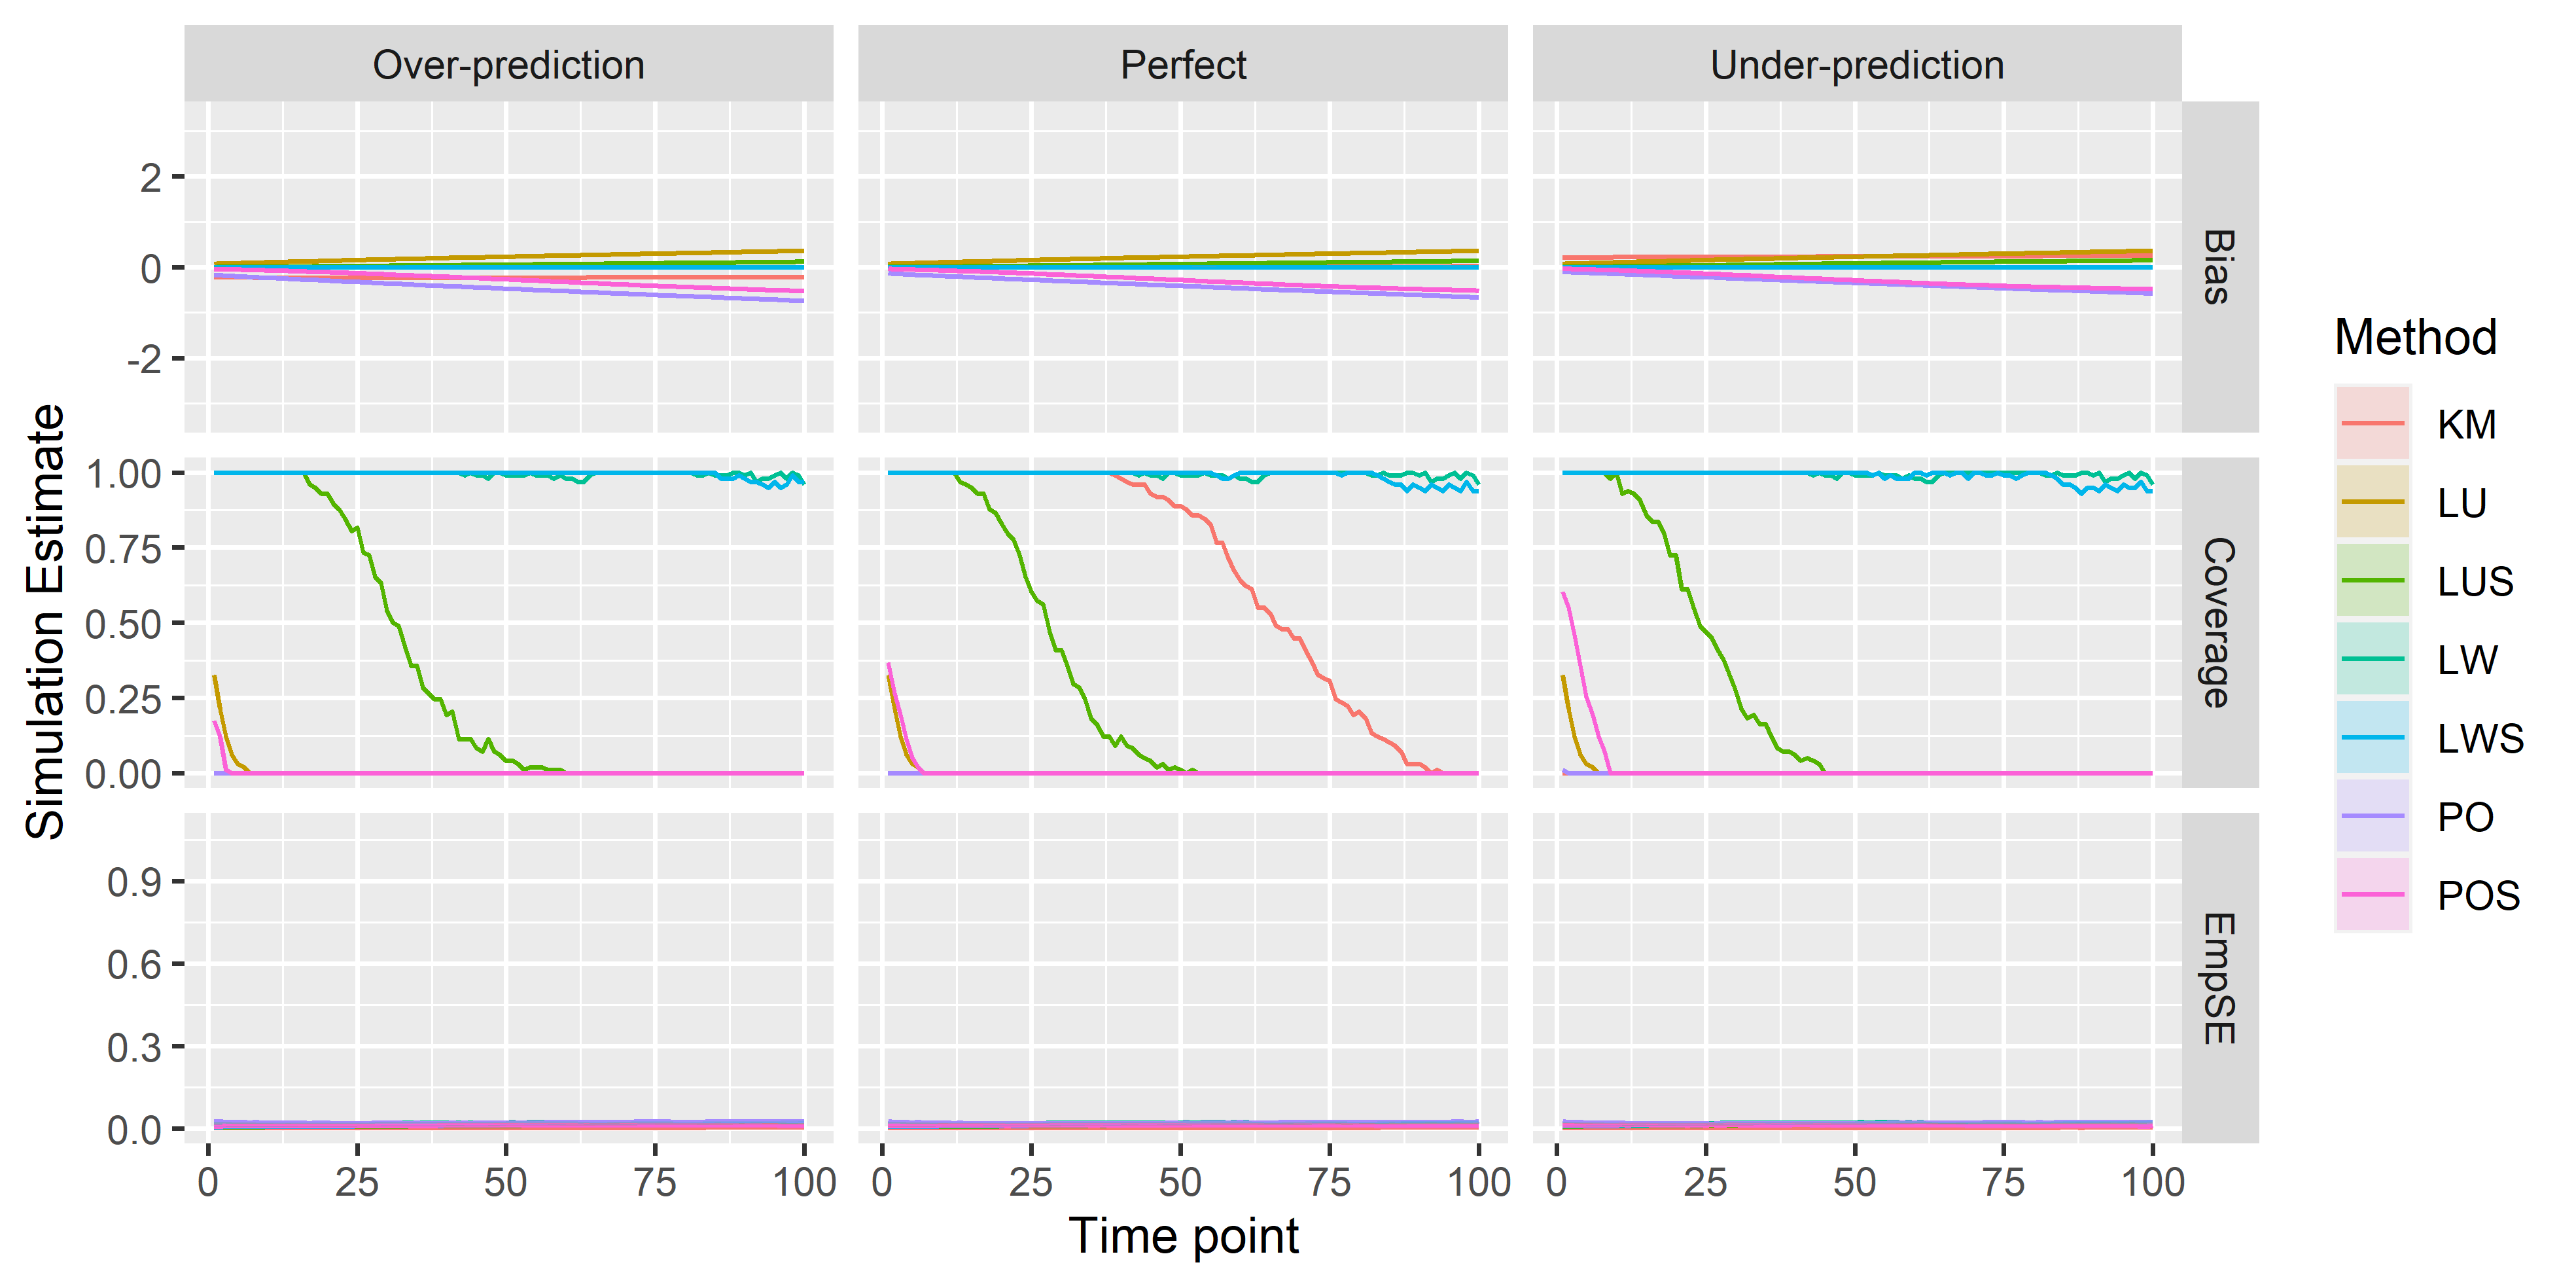 Over-prediction
Perfect
Under-prediction
2
0
-2
Bias
1.00
0.75
0.50
0.25
0.00
Coverage
0.9
0.6
0.3
0.0
EmpSE
0 25 50 75 100
0 25 50 75 100
0 25 50 75 100
Time point
Simulation Estimate
Method
KM
LU
LUS
LW
LWS
PO
POS